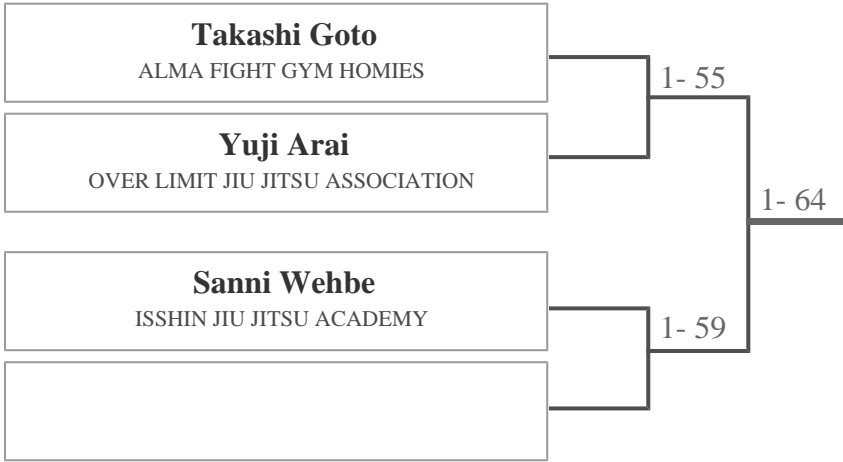 Takashi Goto
ALMA FIGHT GYM HOMIES
1- 55
Yuji Arai
OVER LIMIT JIU JITSU ASSOCIATION
1- 64
Sanni Wehbe
ISSHIN JIU JITSU ACADEMY
1- 59